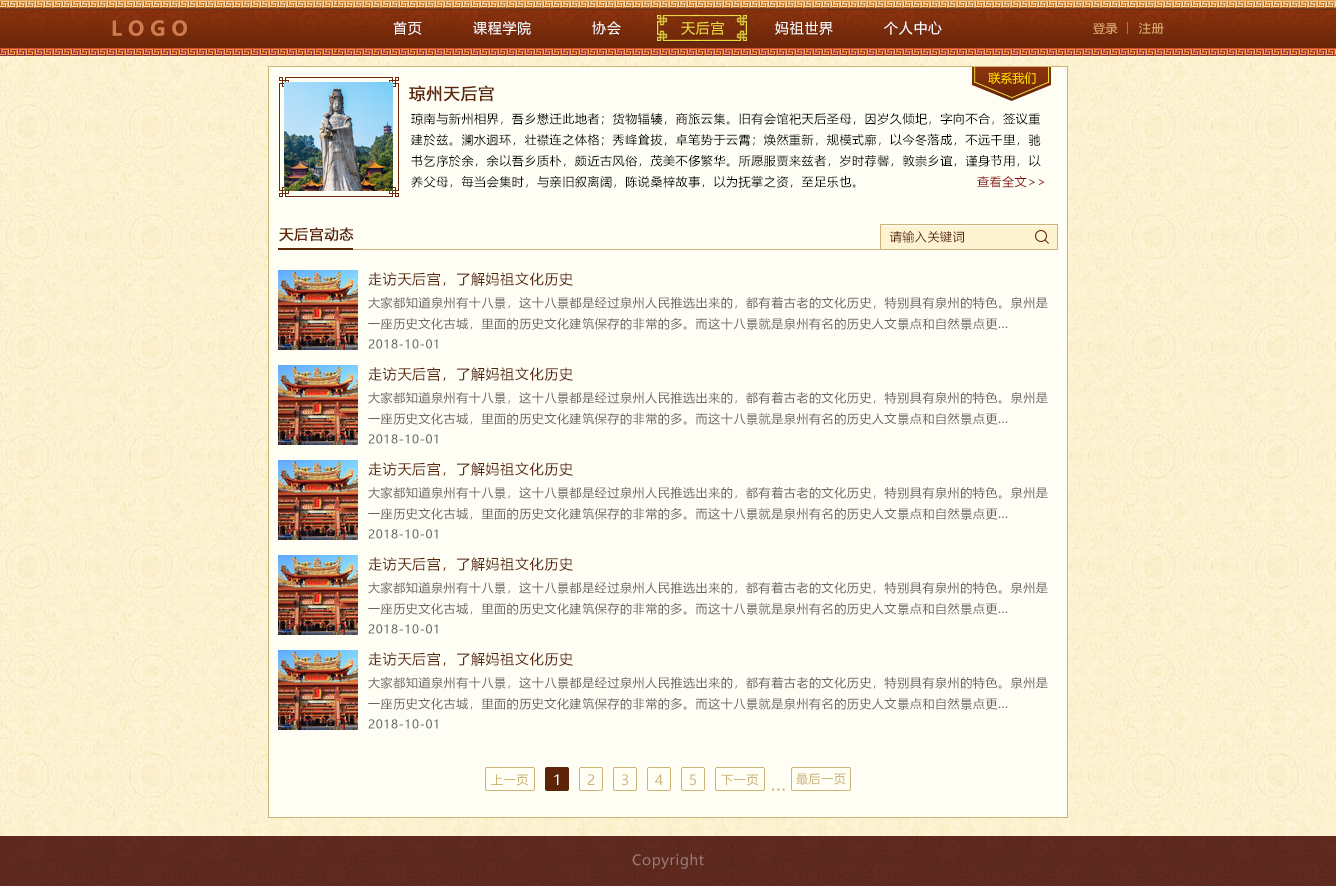 LOGO
首页 课程学院 协会 天后宫 妈祖世界 个人中心 登录 | 注册
联系我们
琼州天后宫
琼南与新州相界，吾乡懋迁此地者；货物辐辏，商旅云集。旧有会馆祀天后圣母，因岁久倾圯，字向不合，签议重
建於兹。澜水迥环，壮襟连之体格；秀峰耸拔，卓笔势于云霄；焕然重新，规模式廓，以今冬落成，不远千里，驰
书乞序於余，余以吾乡质朴，颇近古风俗，茂美不侈繁华。所愿服贾来兹者，岁时荐馨，敦崇乡谊，谨身节用，以
养父母，每当会集时，与亲旧叙离阔，陈说桑梓故事，以为抚掌之资，至足乐也。 查看全文>>
天后宫动态 请输入关键词
走访天后宫，了解妈祖文化历史
大家都知道泉州有十八景，这十八景都是经过泉州人民推选出来的，都有着古老的文化历史，特别具有泉州的特色。泉州是
一座历史文化古城，里面的历史文化建筑保存的非常的多。而这十八景就是泉州有名的历史人文景点和自然景点更...
2018-10-01
走访天后宫，了解妈祖文化历史
大家都知道泉州有十八景，这十八景都是经过泉州人民推选出来的，都有着古老的文化历史，特别具有泉州的特色。泉州是
一座历史文化古城，里面的历史文化建筑保存的非常的多。而这十八景就是泉州有名的历史人文景点和自然景点更...
2018-10-01
走访天后宫，了解妈祖文化历史
大家都知道泉州有十八景，这十八景都是经过泉州人民推选出来的，都有着古老的文化历史，特别具有泉州的特色。泉州是
一座历史文化古城，里面的历史文化建筑保存的非常的多。而这十八景就是泉州有名的历史人文景点和自然景点更...
2018-10-01
走访天后宫，了解妈祖文化历史
大家都知道泉州有十八景，这十八景都是经过泉州人民推选出来的，都有着古老的文化历史，特别具有泉州的特色。泉州是
一座历史文化古城，里面的历史文化建筑保存的非常的多。而这十八景就是泉州有名的历史人文景点和自然景点更...
2018-10-01
走访天后宫，了解妈祖文化历史
大家都知道泉州有十八景，这十八景都是经过泉州人民推选出来的，都有着古老的文化历史，特别具有泉州的特色。泉州是
一座历史文化古城，里面的历史文化建筑保存的非常的多。而这十八景就是泉州有名的历史人文景点和自然景点更...
2018-10-01
上一页 1 2 3 4 5 下一页 ... 最后一页
Copyright